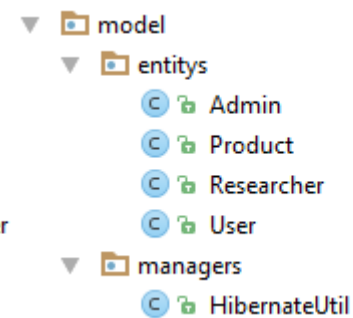 model
entitys
Admin
Product
Researcher
r
User
managers
HibernateUtil